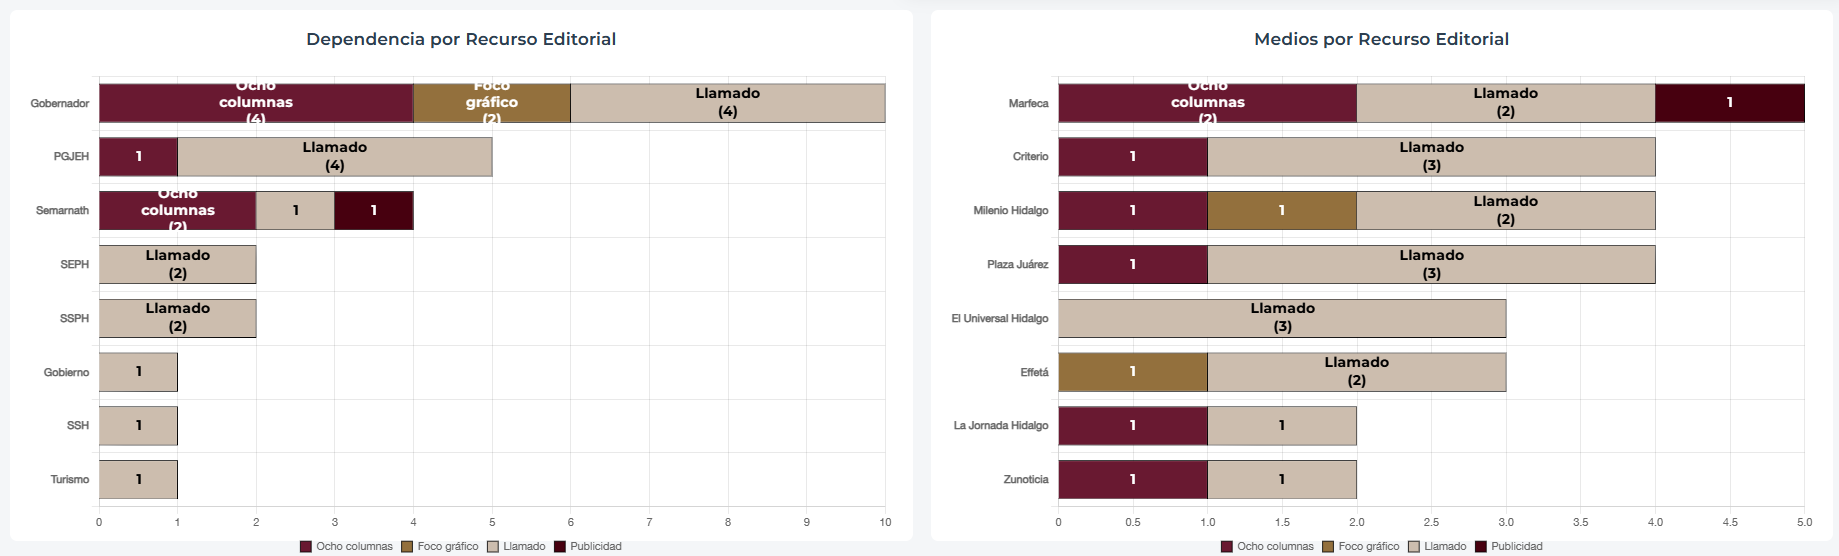 Dependencia por Recurso Editorial
Gobernador
Ocho
columnas
(4)
Foco
gráfico
(2)
Llamado
(4)
PGJEH
1
Llamado
(4)
Semarnath
Ocho
columnas
(2)
1
1
SEPH
Llamado
(2)
SSPH
Llamado
(2)
Gobierno
1
SSH
1
Turismo
1
0 1 2 3 4 5 6 7 8 9 10
Ocho columnas Foco gráfico Llamado Publicidad
Medios por Recurso Editorial
Marfeca
Ocho
columnas
(2)
Llamado
(2)
1
Criterio
1
Llamado
(3)
Milenio Hidalgo
1
1
Llamado
(2)
Plaza Juárez
1
Llamado
(3)
El Universal Hidalgo
Llamado
(3)
Effetá
1
Llamado
(2)
La Jornada Hidalgo
1
1
Zunoticia
1
1
0 0.5 1.0 1.5 2.0 2.5 3.0 3.5 4.0 4.5 5.0
Ocho columnas Foco gráfico Llamado Publicidad